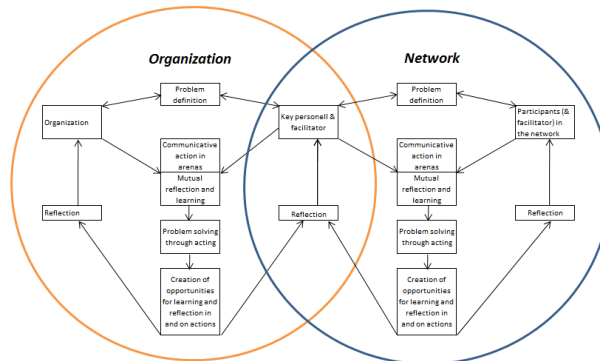 Organization
Network
Problem
definition
Problem
definition
Organization
Key personell &
facilitator
Participants (&
facilitator) in
the network
Communicative
action in
arenas
Mutual
reflection and
learning
Communicative
action in
arenas
Mutual
reflection and
learning
Reflection
Reflection
Reflection
Problem solving
through acting
Problem solving
through acting
Creation of
opportunities
for learning and
reflection in
and on actions
Creation of
opportunities
for learning and
reflection in
and on actions